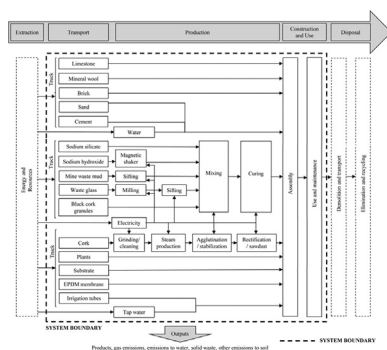 Extraction
Transport
Production
Construction
and Use
Disposal
Energy and
Resources
Truck
Limestone
Mineral wool
Brick
Sand
Cement
Water
Truck
Sodium silicate
Sodium hydroxide
Magnetic
shaker
Mine waste mud
Sifting
Waste glass
Milling
Sifting
Black cork
granules
Mixing
Curing
Electricity
Truck
Cork
Grinding/
cleaning
Steam
production
Agglutination
/ stabilization
Rectification
/ sawdust
Plants
Substrate
EPDM membrane
Irrigation tubes
Tap water
Assembly
Use and maintenance
Demolition and transport
Elimination and recycling
SYSTEM BOUNDARY
SYSTEM BOUNDARY
Outputs
Products, gas emissions, emissions to water, solid waste, other emissions to soil